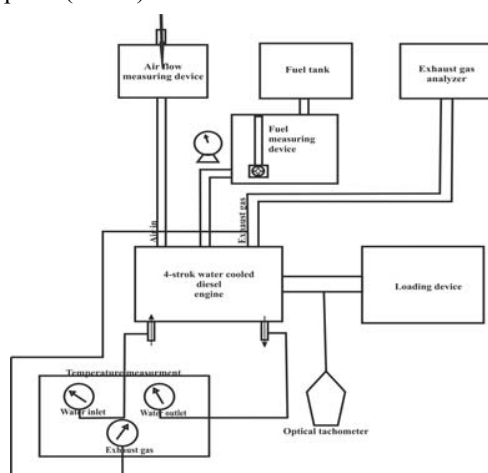 Air flow
measuring device
Fuel tank
Exhaust gas
analyzer
Fuel
measuring
device
Air in
Exhaust gas
4-strok water cooled
diesel
engine
Loading device
Temperature measurment
Water inlet
Water outlet
Exhaust gas
Optical tachometer